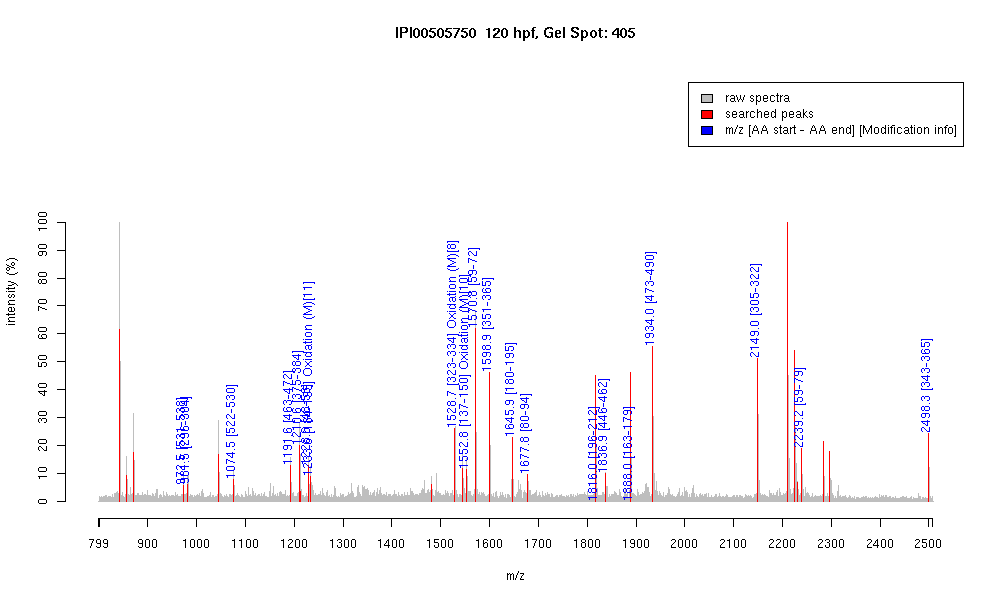 IPI00505750 120 hpf, Gel Spot: 405
raw spectra
searched peaks
m/z [AA start - AA end] [Modification info]
intensity (%)
100
90
80
70
60
50
40
30
20
10
0
1074.5 [522-530]
1191.6 [463-472]
Oxidation (M)[11]
1528.7 [323-334] Oxidation (M)[8]
1552.8 [137-150] Oxidation (M)[10]
1570.8 [59-72]
1598.9 [351-365]
1645.9 [180-195]
1677.8 [80-94]
1816.0 [196-212]
1836.9 [446-462]
1888.0 [163-179]
1934.0 [473-490]
2149.0 [305-322]
2239.2 [59-79]
2498.3 [343-365]
799 900 1000 1100 1200 1300 1400 1500 1600 1700 1800 1900 2000 2100 2200 2300 2400 2500
m/z